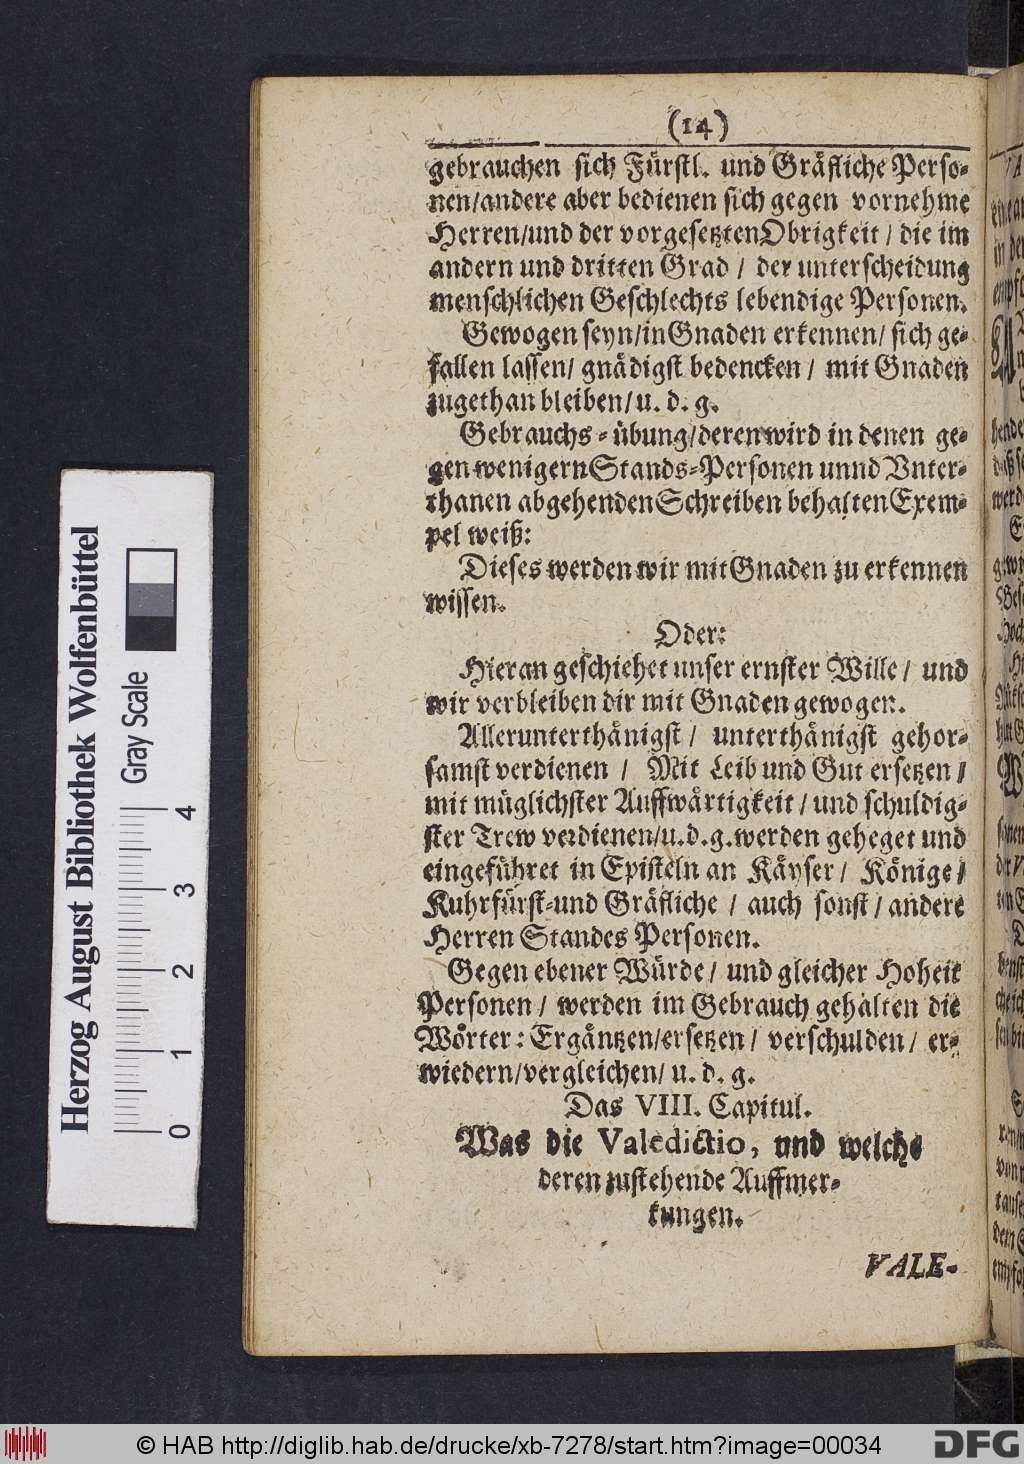 (14)
gebrauchen sich Fürstl. und Gräfliche Perso-
nen/andere aber bedienen sich gegen vornehme
Herren/und der vorgesetzten Obrigkeit / die im
andern und dritten Grad / der unterscheidung
menschlichen Geschlechts lebendige Personen.
Gewogen seyn/in Gnaden erkennen/ sich ge-
fallen lassen/ gnädigst bedencken / mit Gnaden
zugethan bleiben/u. d. g.
Gebrauchs-übung/deren wird in denen ge-
gen wenigern Stands-Personen unnd Vnter-
thanen abgehenden Schreiben behalten Exem-
pel weiß:
Dieses werden wir mit Gnaden zu erkennen
wissen.
Oder:
Hieran geschiehet unser ernster Wille / und
wir verbleiben dir mit Gnaden gewogen.
Allerunterthänigst / unterthänigst gehor-
samst verdienen / Mit Leib und Gut ersetzen /
mit müglichster Auffwärtigkeit / und schuldig-
ster Trew verdienen/u. d. g. werden geheget und
eingeführet in Episteln an Käyser / Könige /
Kuhrfürst-und Gräfliche / auch sonst / andere
Herren Standes Personen.
Gegen ebener Würde / und gleicher Hoheit
Personen / werden im Gebrauch gehalten die
Wörter: Ergäntzen/ersetzen / verschulden / er-
wiedern/vergleichen/ u. d. g.
Das VIII. Capitul.
Was die Valedictio, und welche
deren zustehende Auffmer-
kungen.
VALE-
Herzog August Bibliothek Wolfenbüttel
Gray Scale
0 1 2 3 4
© HAB http://diglib.hab.de/drucke/xb-7278/start.htm?image=00034
DFG